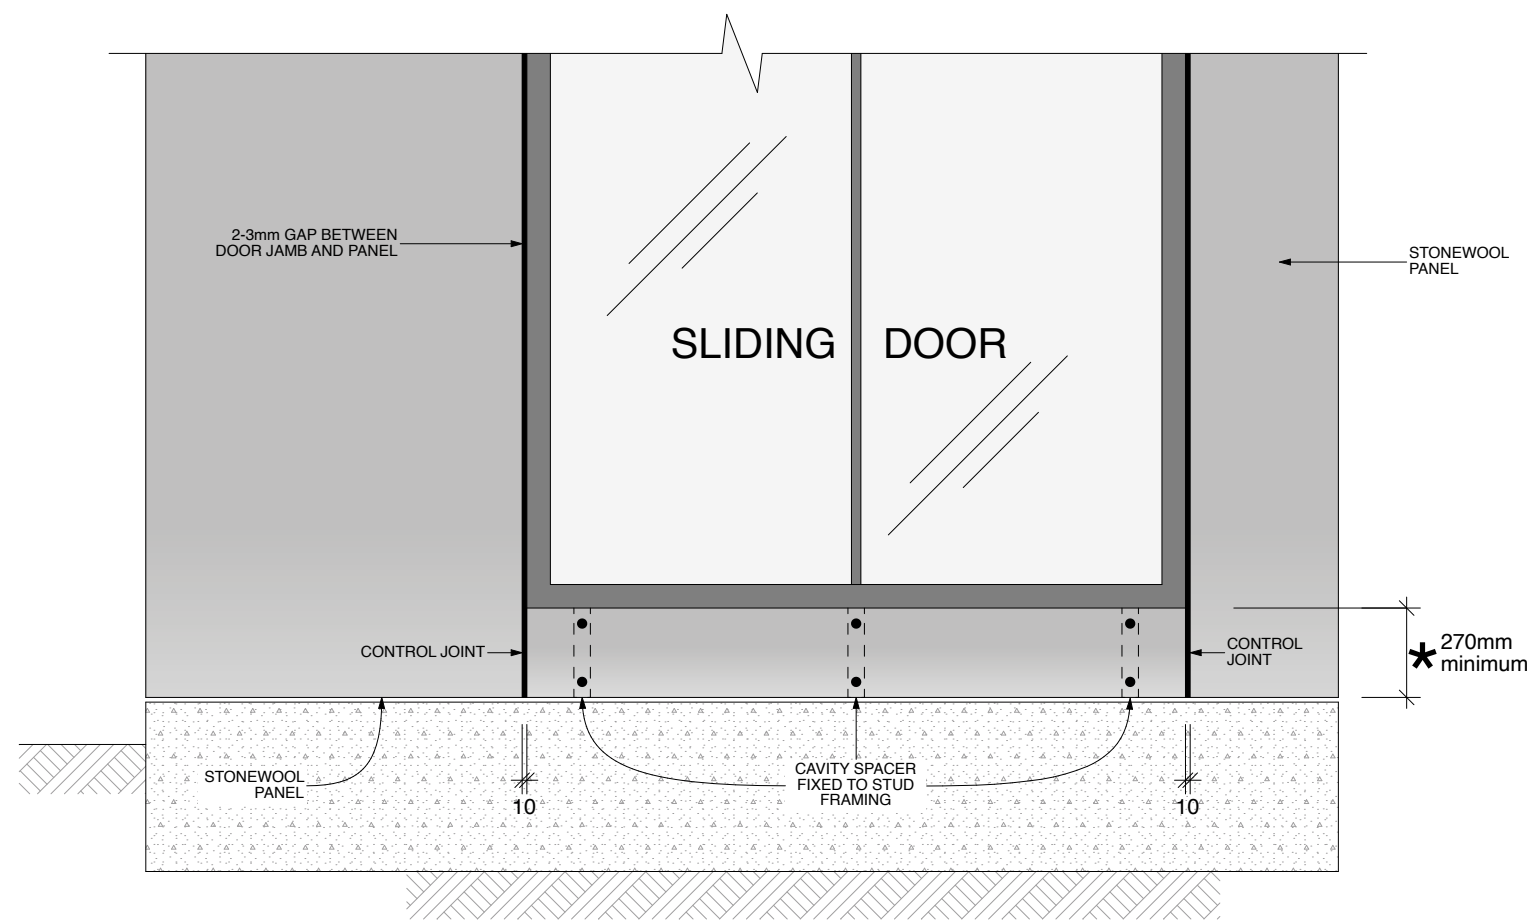 2-3mm GAP BETWEEN
DOOR JAMB AND PANEL
STONEWOOL
PANEL
SLIDING DOOR
CONTROL JOINT
CONTROL
JOINT
* 270mm
minimum
STONEWOOL
PANEL
CAVITY SPACER
FIXED TO STUD
FRAMING
10
10